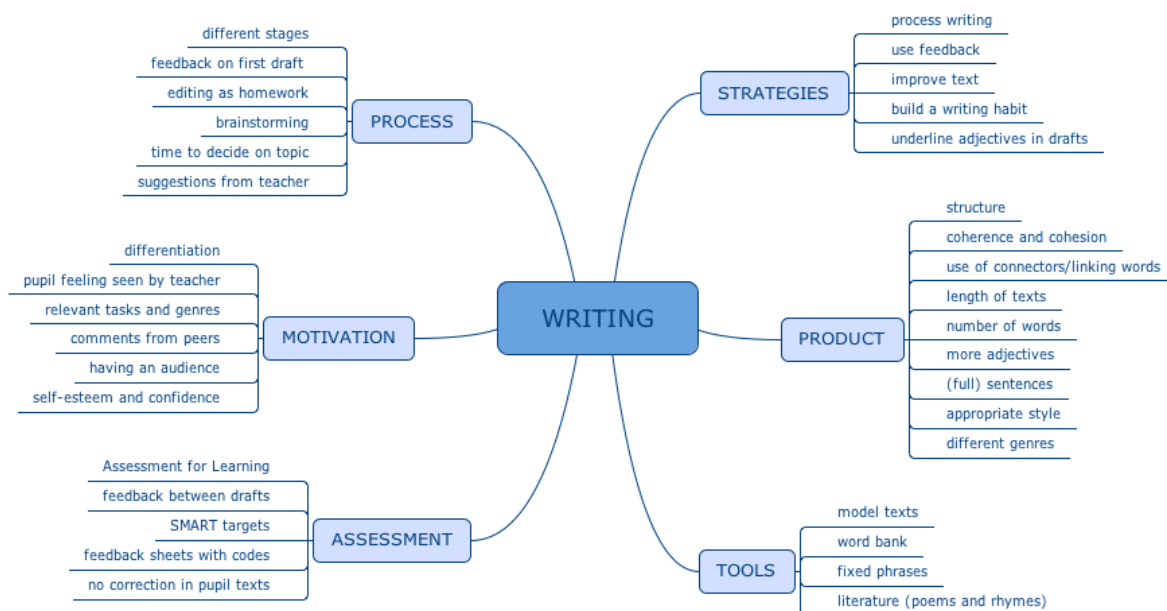 WRITING
PROCESS
different stages
feedback on first draft
editing as homework
brainstorming
time to decide on topic
suggestions from teacher
MOTIVATION
differentiation
pupil feeling seen by teacher
relevant tasks and genres
comments from peers
having an audience
self-esteem and confidence
ASSESSMENT
Assessment for Learning
feedback between drafts
SMART targets
feedback sheets with codes
no correction in pupil texts
STRATEGIES
process writing
use feedback
improve text
build a writing habit
underline adjectives in drafts
PRODUCT
structure
coherence and cohesion
use of connectors/linking words
length of texts
number of words
more adjectives
(full) sentences
appropriate style
different genres
TOOLS
model texts
word bank
fixed phrases
literature (poems and rhymes)